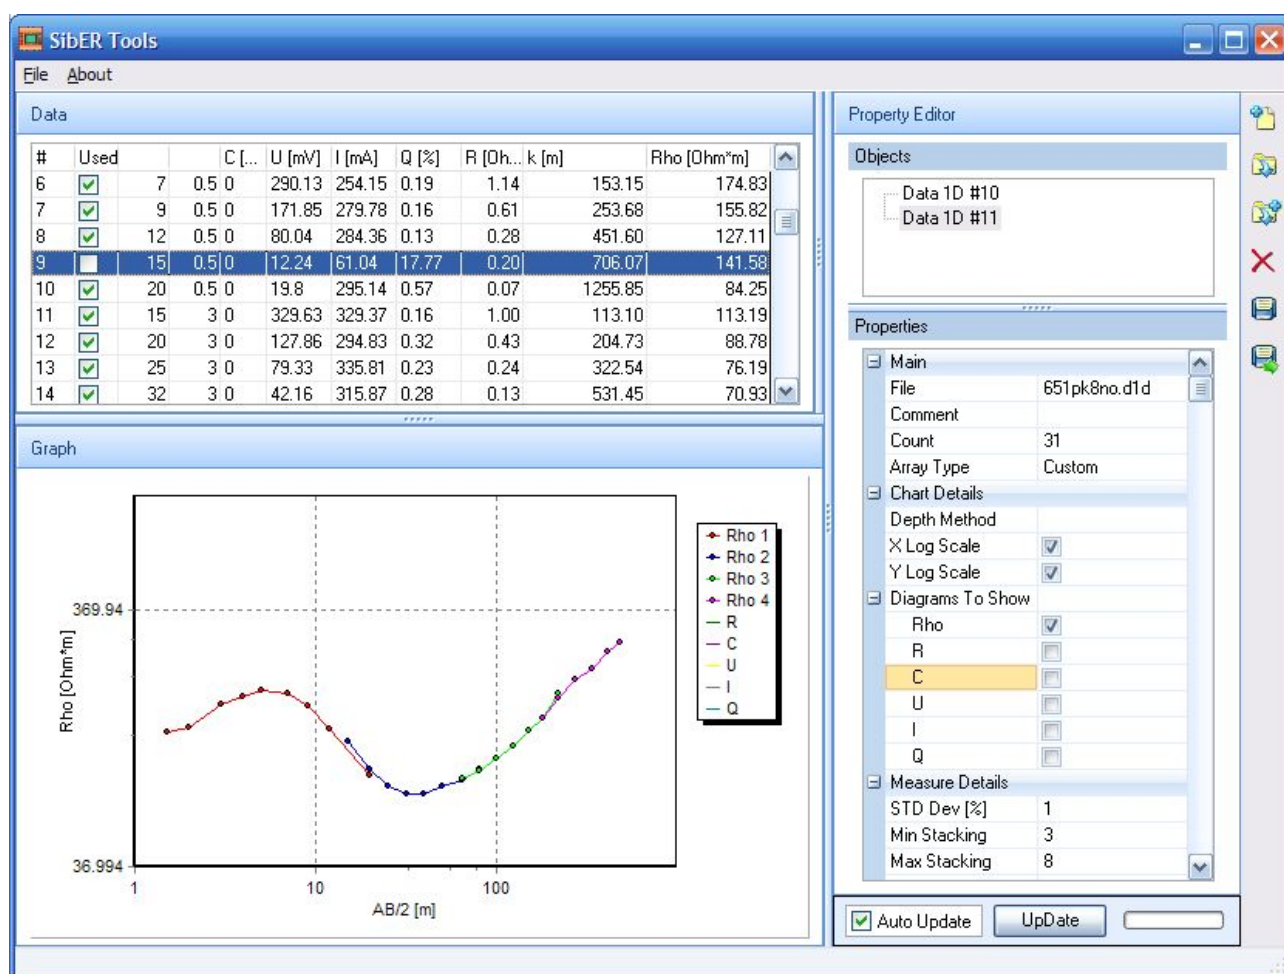 SibER Tools
File About
Data
# Used C [... U [mV] I [mA] Q [%] R [Oh... k [m] Rho [Ohm*m]
6 7 0.5 0 290.13 254.15 0.19 1.14 153.15 174.83
7 9 0.5 0 171.85 279.78 0.16 0.61 253.68 155.82
8 12 0.5 0 80.04 284.36 0.13 0.28 451.60 127.11
9 15 0.5 0 12.24 61.04 17.77 0.20 706.07 141.58
10 20 0.5 0 19.8 295.14 0.57 0.07 1255.85 84.25
11 15 3 0 329.63 329.37 0.16 1.00 113.10 113.19
12 20 3 0 127.86 294.83 0.32 0.43 204.73 88.78
13 25 3 0 79.33 335.81 0.23 0.24 322.54 76.19
14 32 3 0 42.16 315.87 0.28 0.13 531.45 70.93
Graph
369.94
Rho [Ohm*m]
36.994
1 10 100
AB/2 [m]
Rho 1
Rho 2
Rho 3
Rho 4
R
C
U
I
Q
Property Editor
Objects
Data 1D #10
Data 1D #11
Properties
Main
File 651pk8no.d1d
Comment
Count 31
Array Type Custom
Chart Details
Depth Method
X Log Scale
Y Log Scale
Diagrams To Show
Rho
R
C
U
I
Q
Measure Details
STD Dev [%] 1
Min Stacking 3
Max Stacking 8
Auto Update UpDate